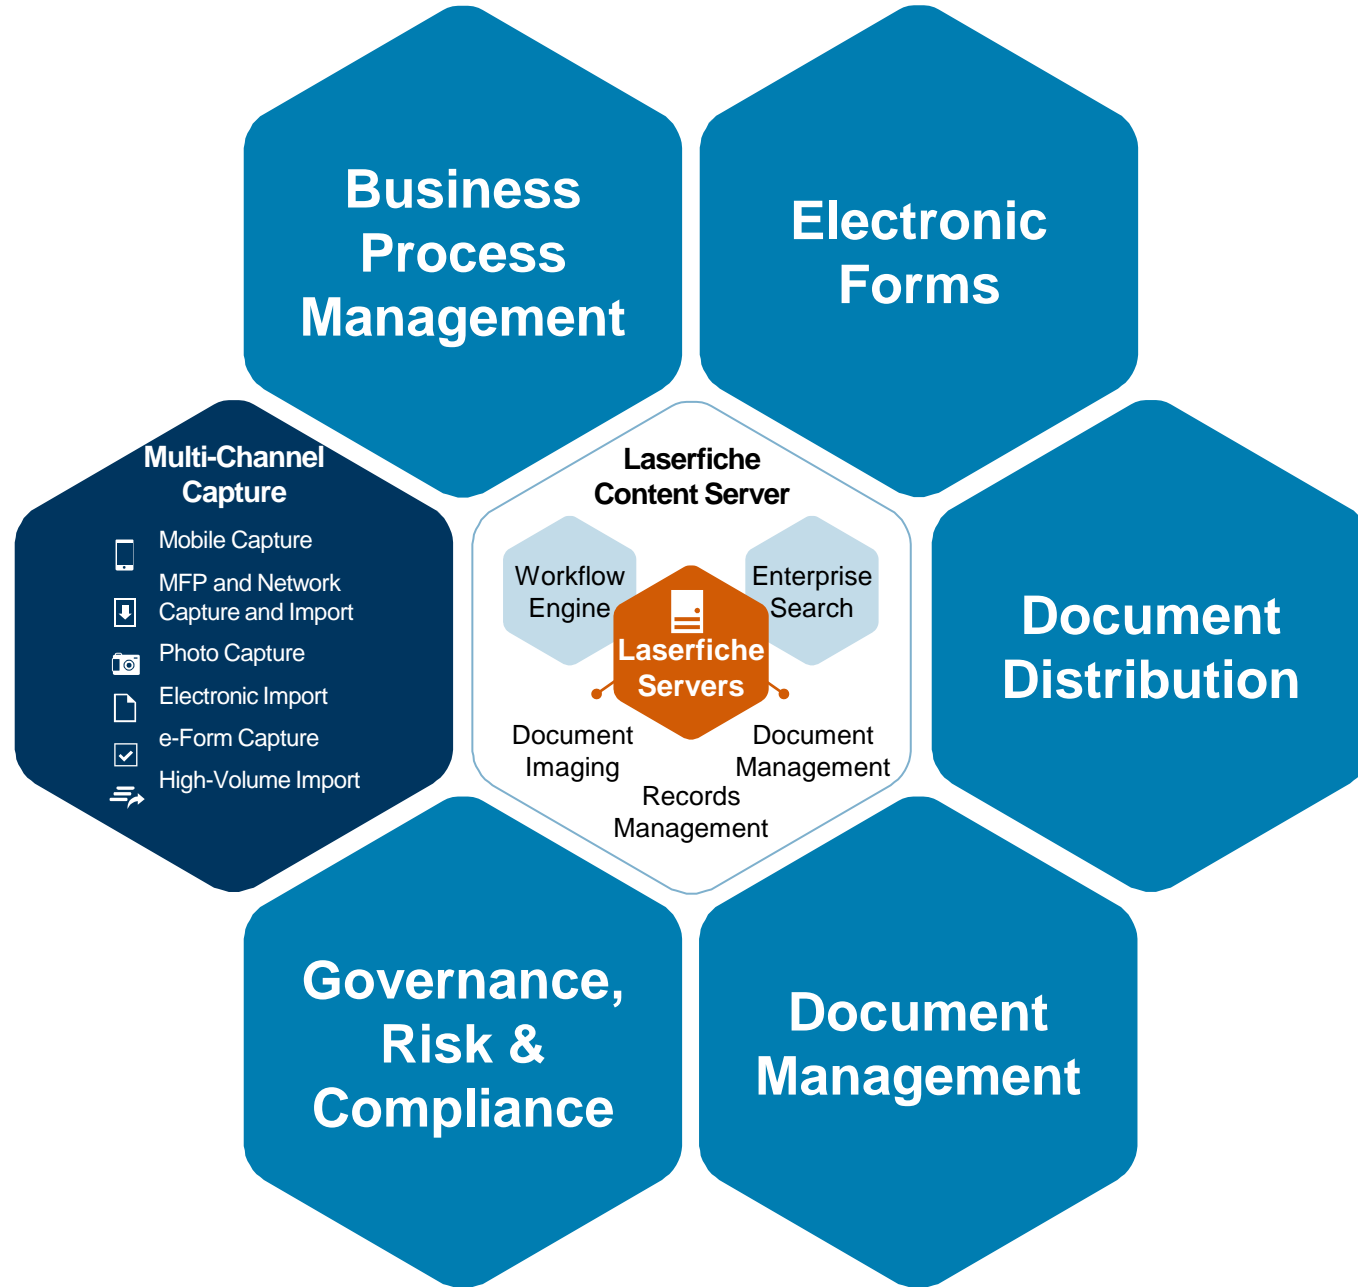 Business
Process
Management
Electronic
Forms
Multi-Channel
Capture
Mobile Capture
MFP and Network
Capture and Import
Photo Capture
Electronic Import
e-Form Capture
High-Volume Import
Laserfiche
Content Server
Workflow
Engine
Enterprise
Search
Laserfiche
Servers
Document
Imaging
Document
Management
Records
Management
Document
Distribution
Governance,
Risk &
Compliance
Document
Management